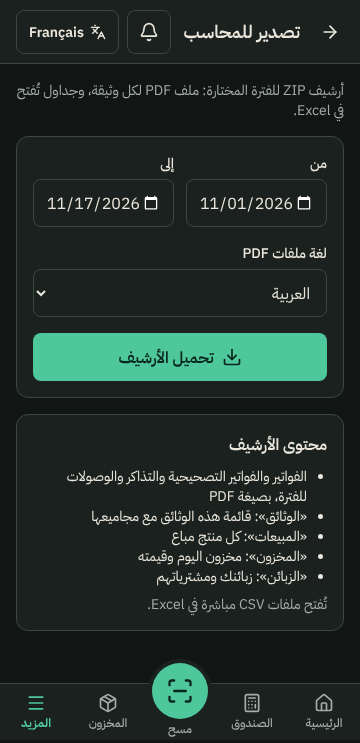 تصدير للمحاسب
Français
أرشيف ZIP للفترة المختارة: ملف PDF لكل وثيقة، وجداول تُفتح
في Excel.
من
إلى
11/01/2026
11/17/2026
لغة ملفات PDF
العربية
تحميل الأرشيف
محتوى الأرشيف
• الفواتير والفواتير التصحيحية والتذاكر والوصولات
للفترة، بصيغة PDF
• «الوثائق»: قائمة هذه الوثائق مع مجاميعها
• «المبيعات»: كل منتج مباع
• «المخزون»: مخزون اليوم وقيمته
• «الزبائن»: زبائنك ومشترياتهم
تُفتح ملفات CSV مباشرة في Excel.
الرئيسية
الصندوق
مسح
المخزون
المزيد